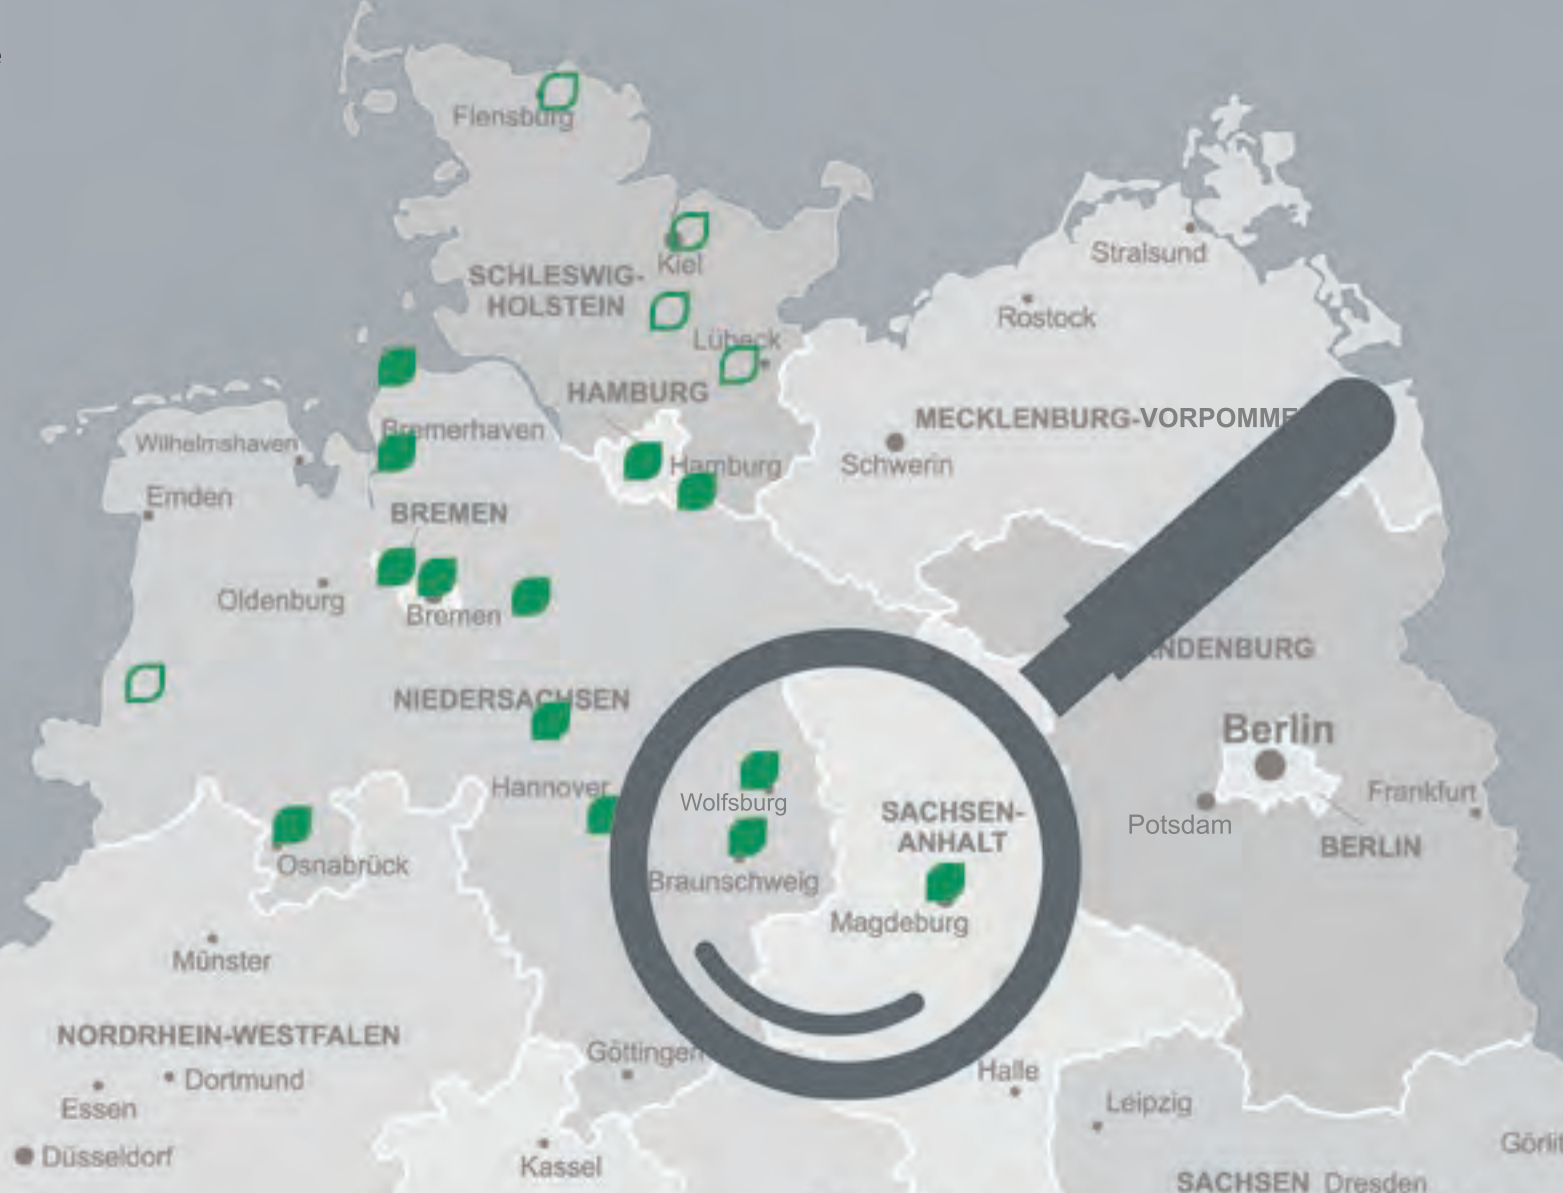 Flensburg
Kiel
SCHLESWIG-
HOLSTEIN
Lübeck
HAMBURG
Hamburg
Stralsund
Rostock
MECKLENBURG-VORPOMME
Schwerin
Bremerhaven
Wilhelmshaven
Emden
BREMEN
Oldenburg
Bremen
NIEDERSACHSEN
Hannover
Osnabrück
Wolfsburg
Braunschweig
SACHSEN-
ANHALT
Magdeburg
NDENBURG
Berlin
Potsdam
Frankfurt
BERLIN
Münster
NORDRHEIN-WESTFALEN
Dortmund
Essen
Düsseldorf
Göttingen
Kassel
Halle
Leipzig
SACHSEN
Dresden
Görlit